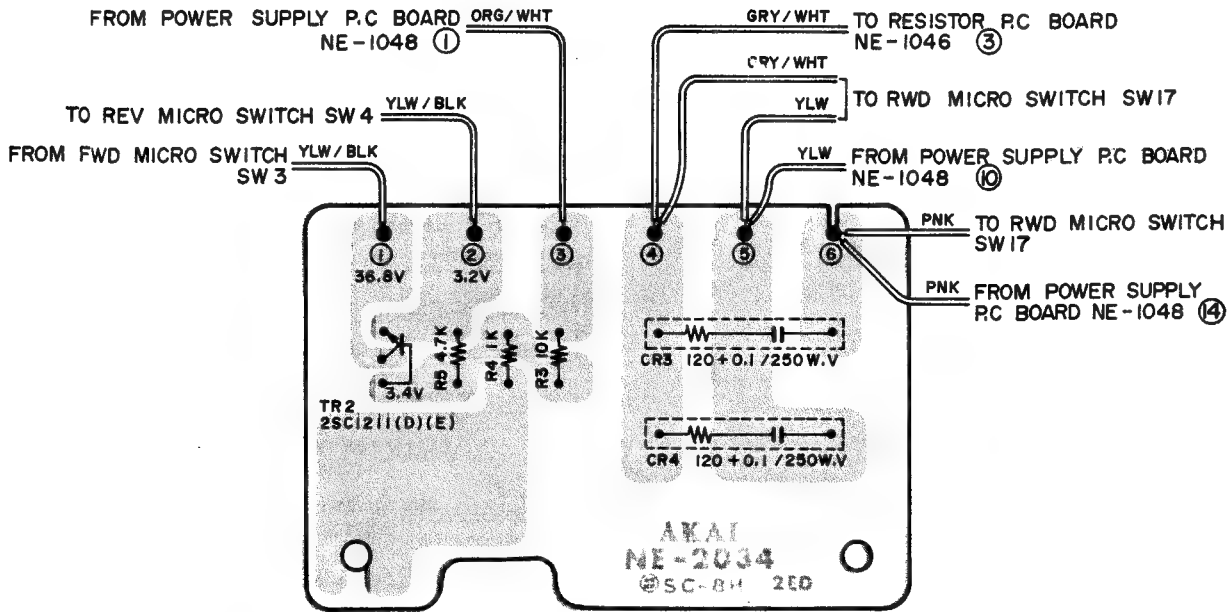 FROM POWER SUPPLY P.C BOARD ORG/WHT
NE-1048 ①
TO REV MICRO SWITCH SW4 YLW/BLK
FROM FWD MICRO SWITCH YLW/BLK
SW3
GRY/WHT TO RESISTOR P.C BOARD
NE-1046 ③
GRY/WHT
YLW
TO RWD MICRO SWITCH SW17
YLW FROM POWER SUPPLY P.C BOARD
NE-1048 ⑩
PNK TO RWD MICRO SWITCH
SW17
PNK FROM POWER SUPPLY
P.C BOARD NE-1048 ⑭
① ② ③ ④ ⑤ ⑥
36.8V 3.2V
R5 4.7K
R4 1K
R3 10K
3.4V
TR2
2SC1211(D)(E)
CR3 120+0.1/250W.V
CR4 120+0.1/250W.V
AKAI
NE-2034
SC-8H 2ED